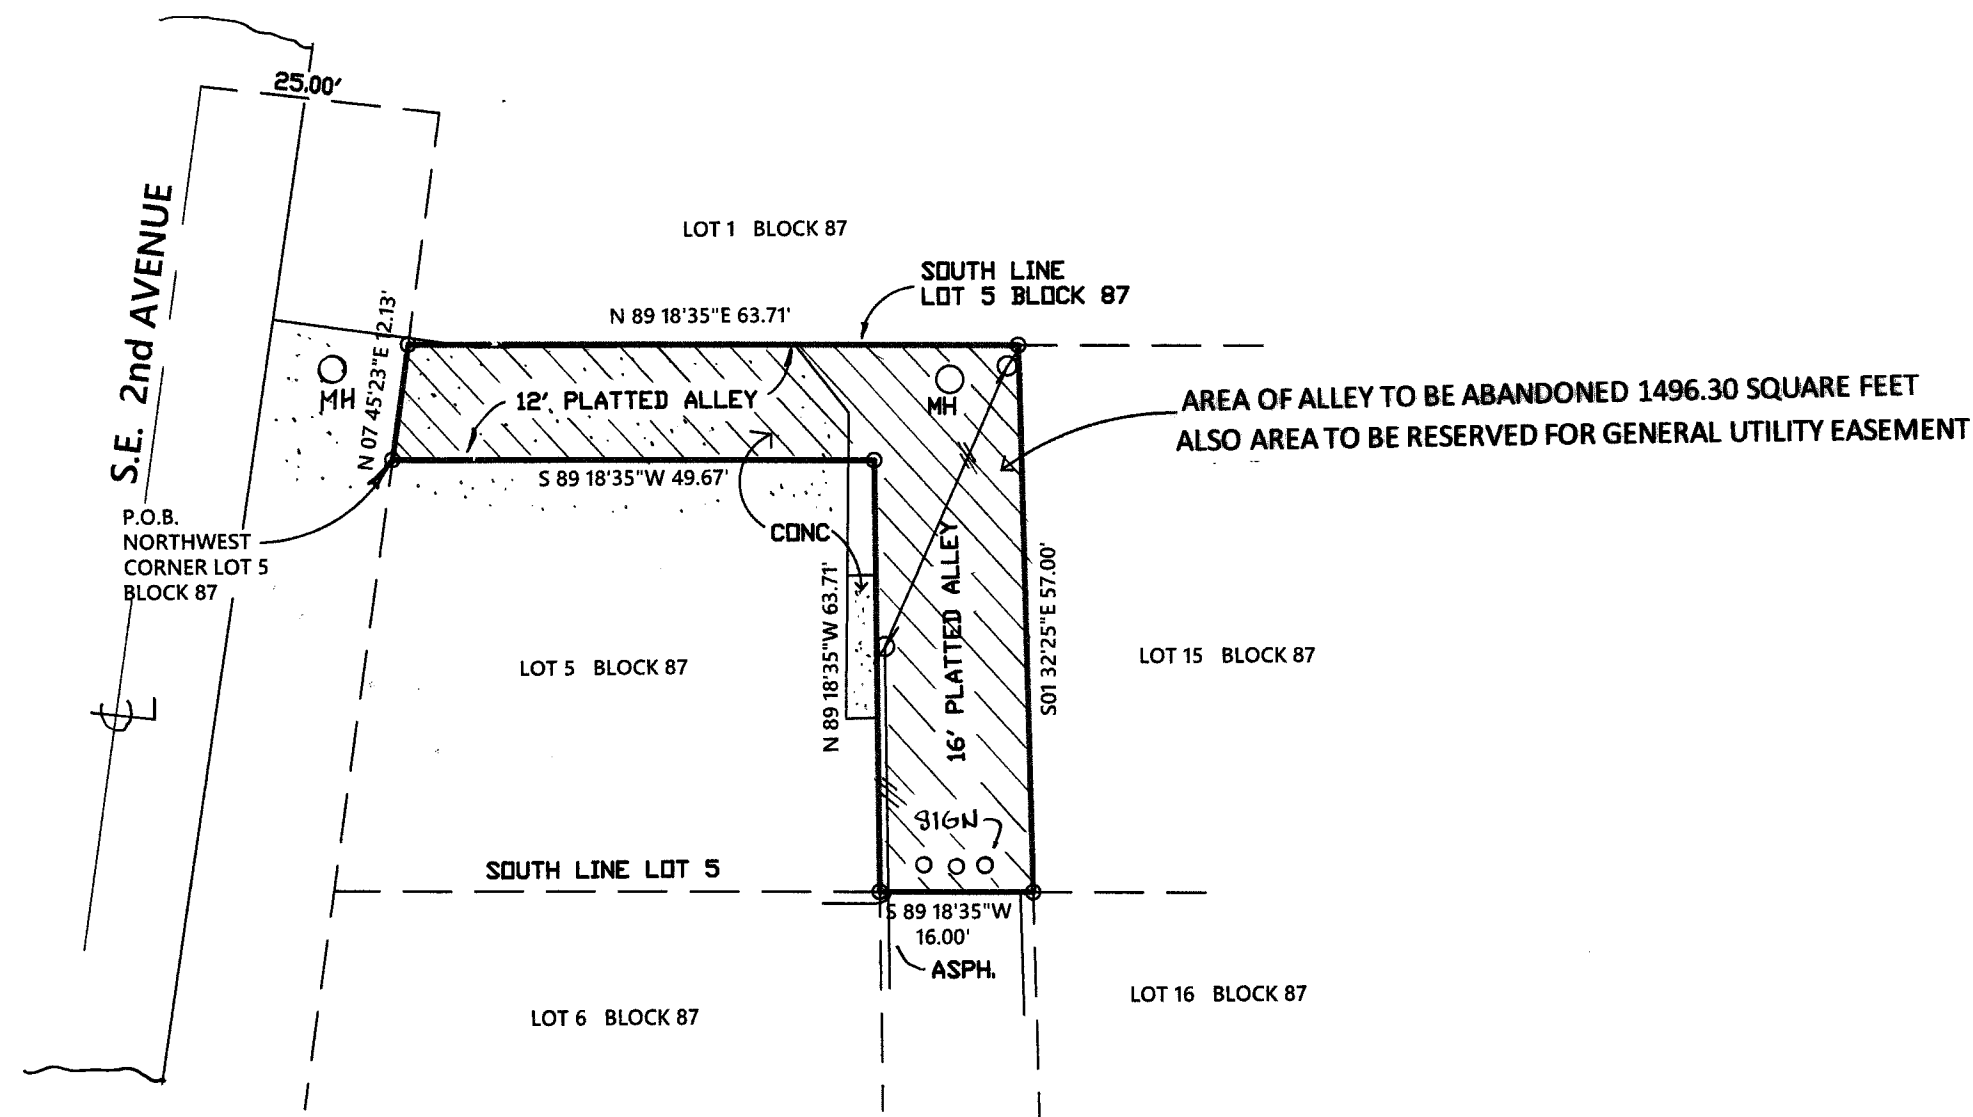 25.00'
S.E. 2nd AVENUE
LOT 1 BLOCK 87
SOUTH LINE
LOT 5 BLOCK 87
N 89 18'35"E 63.71'
N 07 45'23"E 12.13'
MH
12' PLATTED ALLEY
MH
AREA OF ALLEY TO BE ABANDONED 1496.30 SQUARE FEET
ALSO AREA TO BE RESERVED FOR GENERAL UTILITY EASEMENT
S 89 18'35"W 49.67'
P.O.B.
NORTHWEST
CORNER LOT 5
BLOCK 87
CONC
N 89 18'35"W 63.71'
16' PLATTED ALLEY
S01 32'25"E 57.00'
LOT 5 BLOCK 87
LOT 15 BLOCK 87
SIGN
SOUTH LINE LOT 5
S 89 18'35"W
16.00'
ASPH.
LOT 6 BLOCK 87
LOT 16 BLOCK 87